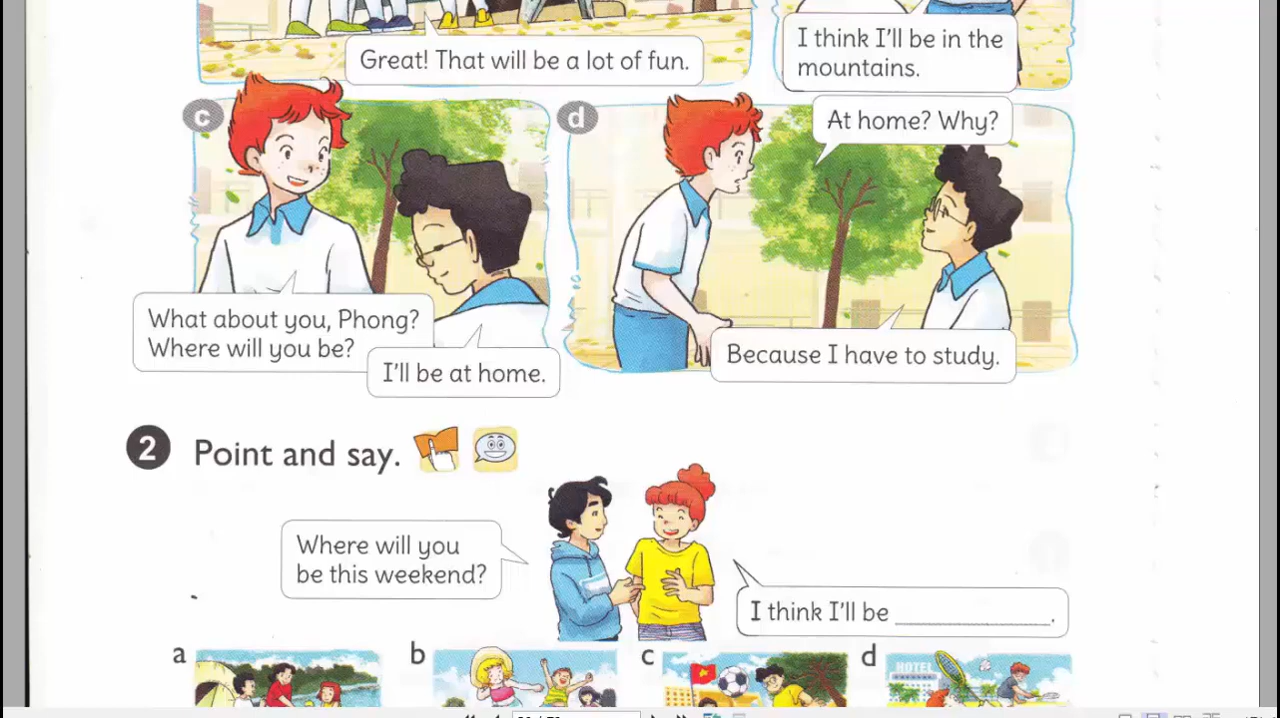 Great! That will be a lot of fun.
I think I'll be in the
mountains.
c
d
At home? Why?
What about you, Phong?
Where will you be?
I'll be at home.
Because I have to study.
2 Point and say.
Where will you
be this weekend?
I think I'll be ____________.
a
b
c
d
HOTEL